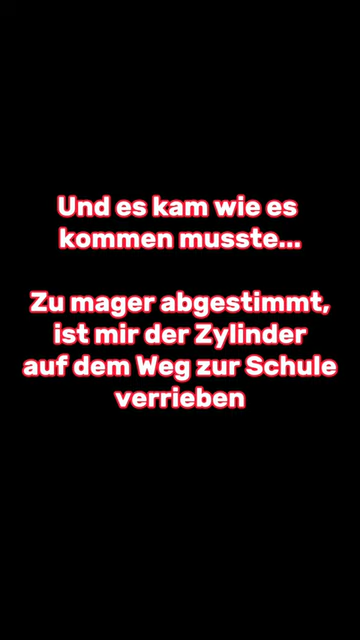 Und es kam wie es
kommen musste...
Zu mager abgestimmt,
ist mir der Zylinder
auf dem Weg zur Schule
verrieben